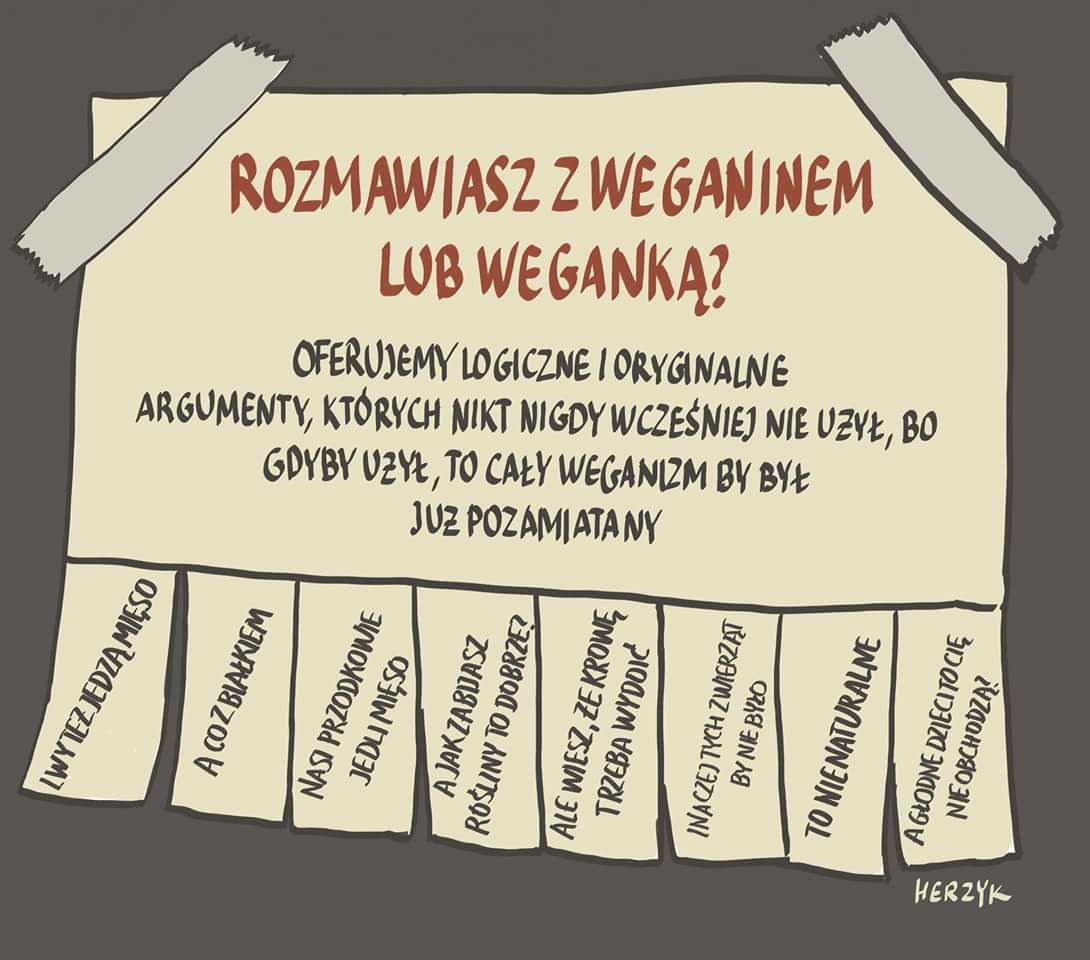 ROZMAWIASZ Z WEGANINEM
LUB WEGANKĄ?
OFERUJEMY LOGICZNE I ORYGINALNE
ARGUMENTY, KTÓRYCH NIKT NIGDY WCZEŚNIEJ NIE UŻYŁ, BO
GDYBY UŻYŁ, TO CAŁY WEGANIZM BY BYŁ
JUŻ POZAMIATANY
LWY TEŻ JEDZĄ MIĘSO
A CO Z BIAŁKIEM
NASI PRZODKOWIE
JEDLI MIĘSO
A JAK ZABIJASZ
ROŚLINY TO DOBRZE?
ALE WIESZ, ŻE KROWĘ
TRZEBA WYDOIĆ
INACZEJ TYCH ZWIERZĄT
BY NIE BYŁO
TO NIENATURALNE
A GŁODNE DZIECI TO CIĘ
NIE OBCHODZĄ?
HERZYK